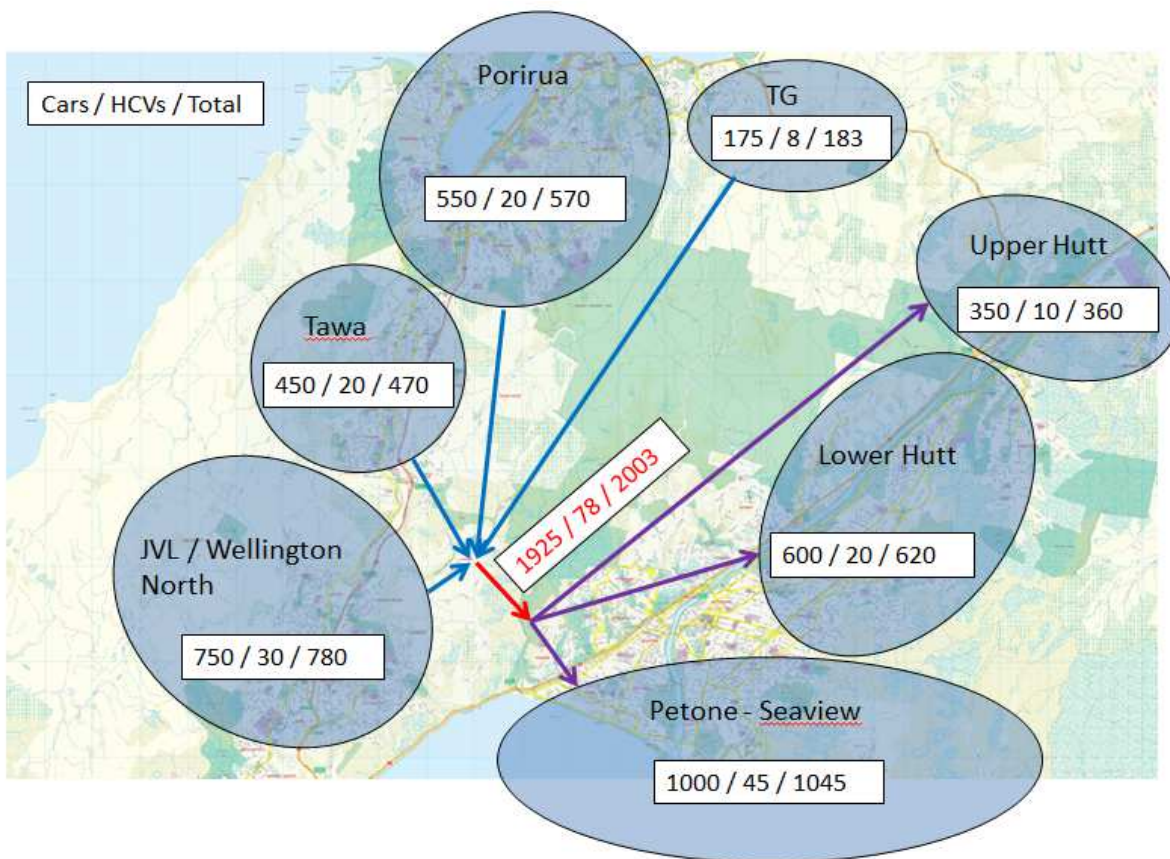 Cars / HCVs / Total
Porirua
550 / 20 / 570
TG
175 / 8 / 183
Upper Hutt
350 / 10 / 360
Tawa
450 / 20 / 470
Lower Hutt
600 / 20 / 620
1925 / 78 / 2003
JVL / Wellington
North
750 / 30 / 780
Petone - Seaview
1000 / 45 / 1045